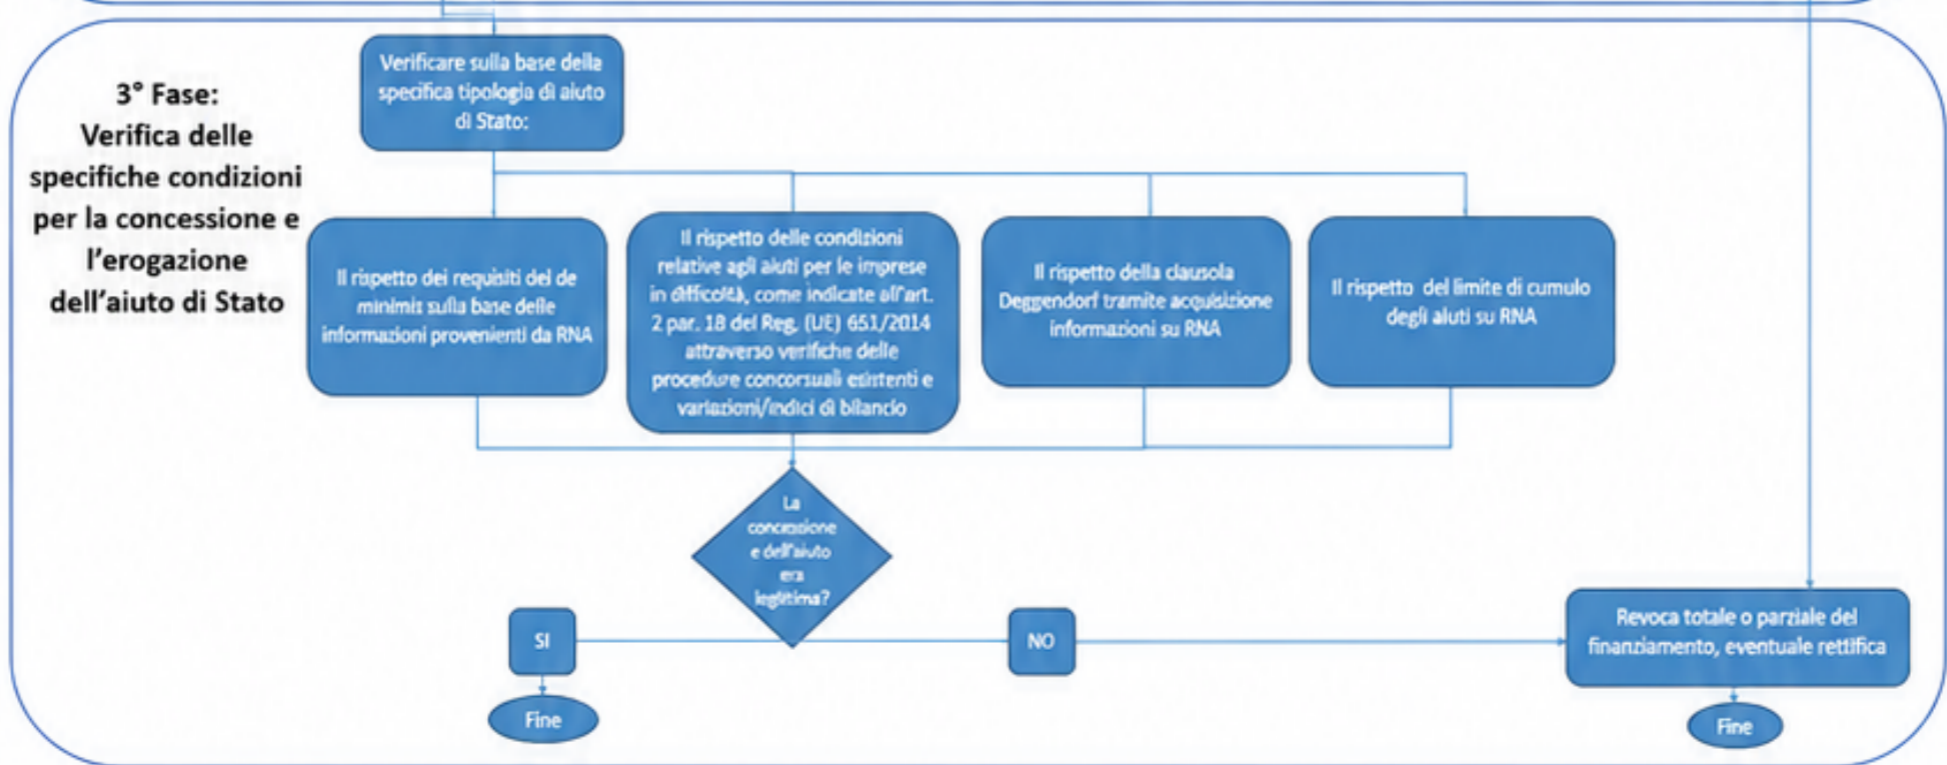 3° Fase:
Verifica delle
specifiche condizioni
per la concessione e
l'erogazione
dell'aiuto di Stato
Verificare sulla base della
specifica tipologia di aiuto
di Stato:
Il rispetto dei requisiti del de
minimis sulla base delle
informazioni provenienti da RNA
Il rispetto delle condizioni
relative agli aiuti per le imprese
in difficoltà, come indicate all'art.
2 par. 18 del Reg. (UE) 651/2014
attraverso verifiche delle
procedure concorsuali esistenti e
variazioni/indici di bilancio
Il rispetto della clausola
Deggendorf tramite acquisizione
informazioni su RNA
Il rispetto del limite di cumulo
degli aiuti su RNA
La
concessione
e dell'aiuto
era
legittima?
SI
NO
Revoca totale o parziale del
finanziamento, eventuale rettifica
Fine
Fine